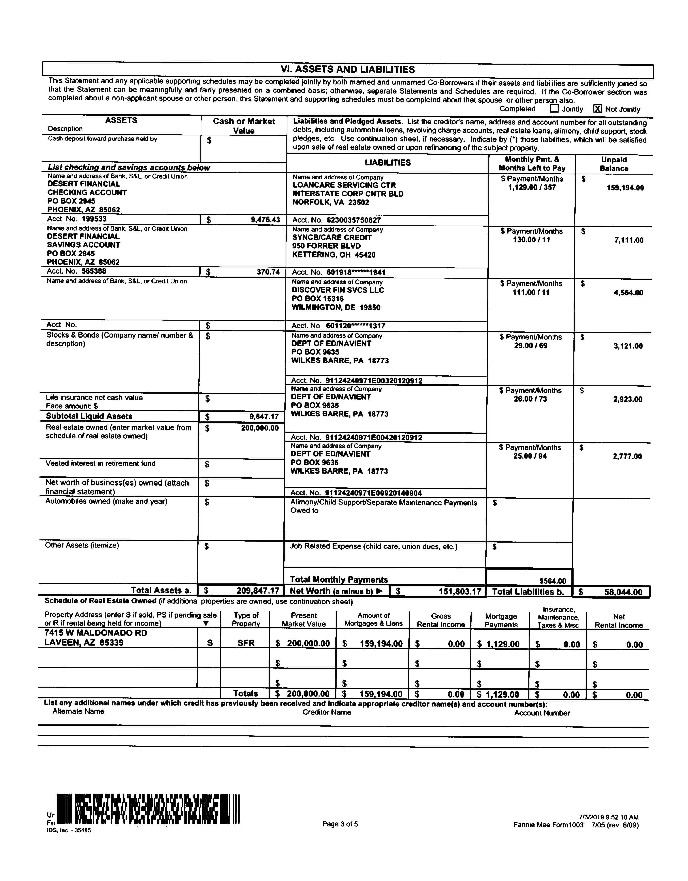 VI. ASSETS AND LIABILITIES
This Statement and any applicable supporting schedules may be completed jointly by both married and unmarried Co-Borrowers if their assets and liabilities are sufficiently joined so
that the Statement can be meaningfully and fairly presented on a combined basis; otherwise, separate Statements and Schedules are required. If the Co-Borrower section was
completed about a non-applicant spouse or other person, this Statement and supporting schedules must be completed about that spouse or other person also.
Completed Jointly X Not Jointly
ASSETS
Description
Cash or Market
Value
Cash deposit toward purchase held by
$
List checking and savings accounts below
Name and address of Bank, S&L, or Credit Union
DESERT FINANCIAL
CHECKING ACCOUNT
PO BOX 2945
PHOENIX, AZ 85062
Acct. No. 199533 $ 9,476.43
Name and address of Bank, S&L, or Credit Union
DESERT FINANCIAL
SAVINGS ACCOUNT
PO BOX 2945
PHOENIX, AZ 85062
Acct. No. 565388 $ 370.74
Name and address of Bank, S&L, or Credit Union
Acct. No. $
Stocks & Bonds (Company name/ number &
description) $
Life insurance net cash value
Face amount: $ $
Subtotal Liquid Assets $ 9,847.17
Real estate owned (enter market value from
schedule of real estate owned) $ 200,000.00
Vested interest in retirement fund $
Net worth of business(es) owned (attach
financial statement) $
Automobiles owned (make and year) $
Other Assets (itemize) $
Total Assets a. $ 209,847.17
Liabilities and Pledged Assets. List the creditor's name, address and account number for all outstanding
debts, including automobile loans, revolving charge accounts, real estate loans, alimony, child support, stock
pledges, etc. Use continuation sheet, if necessary. Indicate by (*) those liabilities, which will be satisfied
upon sale of real estate owned or upon refinancing of the subject property.
LIABILITIES
Monthly Pmt. &
Months Left to Pay
Unpaid
Balance
Name and address of Company
LOANCARE SERVICING CTR
INTERSTATE CORP CNTR BLD
NORFOLK, VA 23502
Acct. No. 6230035750827
$ Payment/Months
1,129.00 / 357
$ 159,194.00
Name and address of Company
SYNCB/CARE CREDIT
950 FORRER BLVD
KETTERING, OH 45420
Acct. No. 601918******1841
$ Payment/Months
130.00 / 11
$ 7,111.00
Name and address of Company
DISCOVER FIN SVCS LLC
PO BOX 15316
WILMINGTON, DE 19850
Acct. No. 601120******1317
$ Payment/Months
111.00 / 11
$ 4,564.00
Name and address of Company
DEPT OF ED/NAVIENT
PO BOX 9635
WILKES BARRE, PA 18773
Acct. No. 91124240971E00320120912
$ Payment/Months
29.00 / 69
$ 3,121.00
Name and address of Company
DEPT OF ED/NAVIENT
PO BOX 9635
WILKES BARRE, PA 18773
Acct. No. 91124240971E00420120912
$ Payment/Months
26.00 / 73
$ 2,923.00
Name and address of Company
DEPT OF ED/NAVIENT
PO BOX 9635
WILKES BARRE, PA 18773
Acct. No. 91124240971E00920140904
$ Payment/Months
25.00 / 94
$ 2,777.00
Alimony/Child Support/Separate Maintenance Payments
Owed to
$
Job Related Expense (child care, union dues, etc.)
$
Total Monthly Payments $564.00
Net Worth (a minus b) $ 151,803.17 Total Liabilities b. $ 58,044.00
Schedule of Real Estate Owned (if additional properties are owned, use continuation sheet)
Property Address (enter S if sold, PS if pending sale
or R if rental being held for income)
Type of
Property
Present
Market Value
Amount of
Mortgages & Liens
Gross
Rental Income
Mortgage
Payments
Insurance,
Maintenance,
Taxes & Misc
Net
Rental Income
7415 W MALDONADO RD
LAVEEN, AZ 85339 S SFR $ 200,000.00 $ 159,194.00 $ 0.00 $ 1,129.00 $ 0.00 $ 0.00
$ $ $ $
$ $ $ $
Totals $ 200,000.00 $ 159,194.00 $ 0.00 $ 1,129.00 $ 0.00 $ 0.00
List any additional names under which credit has previously been received and indicate appropriate creditor name(s) and account number(s):
Alternate Name Creditor Name Account Number
IDS, Inc. - 35485
Page 3 of 5
7/3/2019 8:52:10 AM
Fannie Mae Form 1003 7/05 (rev. 6/09)